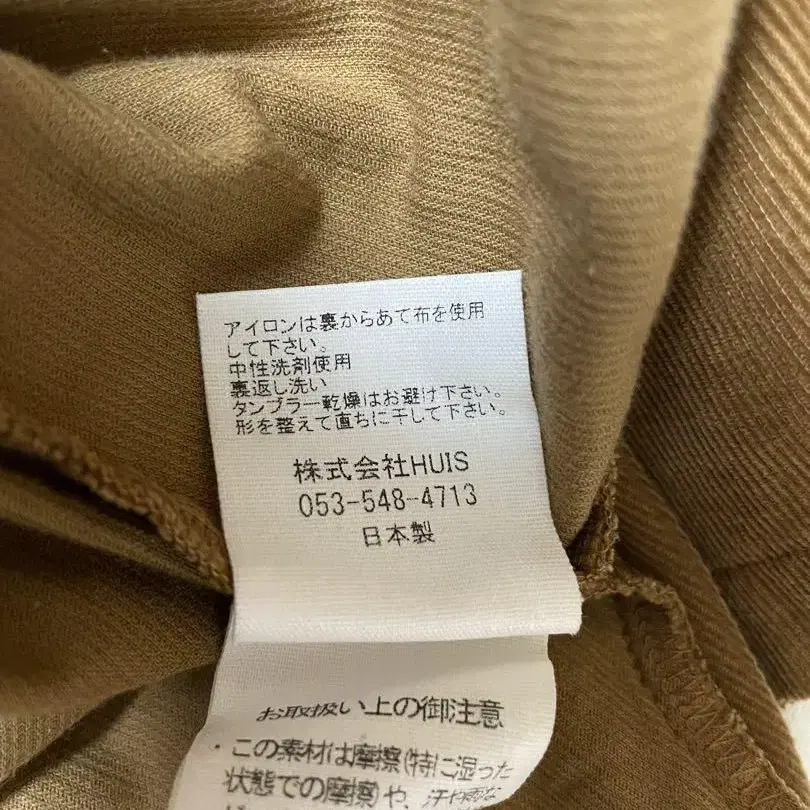 アイロンは裏からあて布を使用
して下さい。
中性洗剤使用
裏返し洗い
タンブラー乾燥はお避け下さい。
形を整えて直ちに干して下さい。
株式会社HUIS
053-548-4713
日本製
お取扱い上の御注意
・この素材は摩擦(特に湿った
状態での摩擦)や、汗や雨な